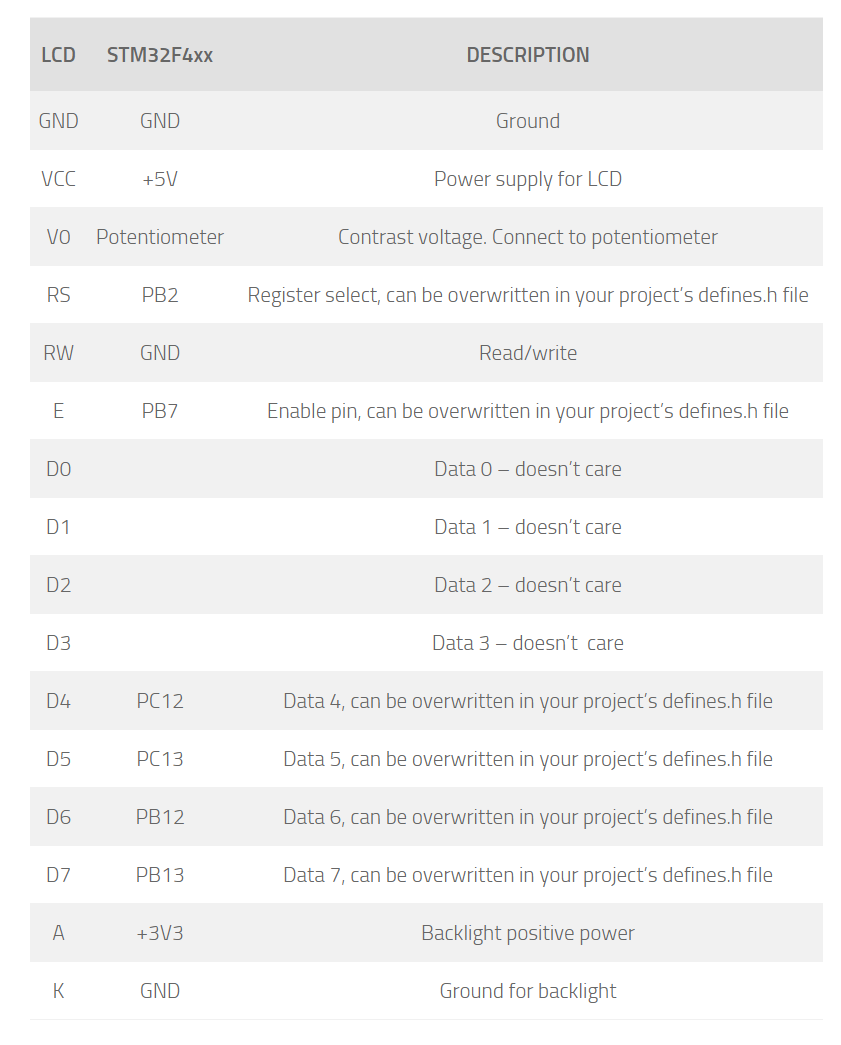 LCD STM32F4xx DESCRIPTION
GND GND Ground
VCC +5V Power supply for LCD
V0 Potentiometer Contrast voltage. Connect to potentiometer
RS PB2 Register select, can be overwritten in your project’s defines.h file
RW GND Read/write
E PB7 Enable pin, can be overwritten in your project’s defines.h file
D0 Data 0 – doesn’t care
D1 Data 1 – doesn’t care
D2 Data 2 – doesn’t care
D3 Data 3 – doesn’t  care
D4 PC12 Data 4, can be overwritten in your project’s defines.h file
D5 PC13 Data 5, can be overwritten in your project’s defines.h file
D6 PB12 Data 6, can be overwritten in your project’s defines.h file
D7 PB13 Data 7, can be overwritten in your project’s defines.h file
A +3V3 Backlight positive power
K GND Ground for backlight